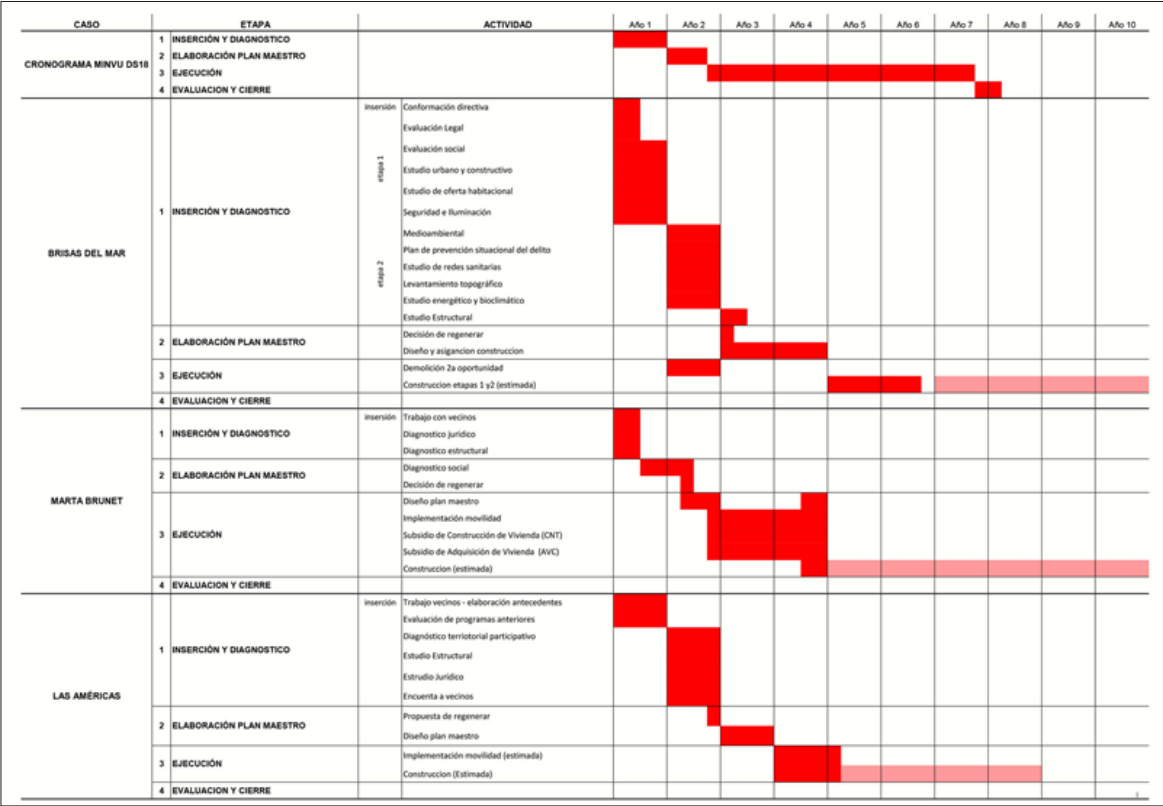 CASO ETAPA ACTIVIDAD Año 1 Año 2 Año 3 Año 4 Año 5 Año 6 Año 7 Año 8 Año 9 Año 10
CRONOGRAMA MINVU DS18
1 INSERCIÓN Y DIAGNOSTICO
2 ELABORACIÓN PLAN MAESTRO
3 EJECUCIÓN
4 EVALUACION Y CIERRE
BRISAS DEL MAR
1 INSERCIÓN Y DIAGNOSTICO
insersión Conformación directiva
Evaluación Legal
etapa 1
Evaluación social
Estudio urbano y constructivo
Estudio de oferta habitacional
Seguridad e Iluminación
etapa 2
Medioambiental
Plan de prevención situacional del delito
Estudio de redes sanitarias
Levantamiento topográfico
Estudio energético y bioclimático
Estudio Estructural
2 ELABORACIÓN PLAN MAESTRO
Decisión de regenerar
Diseño y asigancion construccion
3 EJECUCIÓN
Demolición 2a oportunidad
Construccion etapas 1 y2 (estimada)
4 EVALUACION Y CIERRE
MARTA BRUNET
1 INSERCIÓN Y DIAGNOSTICO
inserción Trabajo con vecinos
Diagnostico juridico
Diagnostico estructural
2 ELABORACIÓN PLAN MAESTRO
Diagnostico social
Decisión de regenerar
3 EJECUCIÓN
Diseño plan maestro
Implementación movilidad
Subsidio de Construcción de Vivienda (CNT)
Subsidio de Adquisición de Vivienda (AVC)
Construccion (estimada)
4 EVALUACION Y CIERRE
LAS AMÉRICAS
1 INSERCIÓN Y DIAGNOSTICO
inserción Trabajo vecinos - elaboración antecedentes
Evaluación de programas anteriores
Diagnóstico terriotorial participativo
Estudio Estructural
Estrudio Jurídico
Encuenta a vecinos
2 ELABORACIÓN PLAN MAESTRO
Propuesta de regenerar
Diseño plan maestro
3 EJECUCIÓN
Implementación movilidad (estimada)
Construccion (Estimada)
4 EVALUACION Y CIERRE